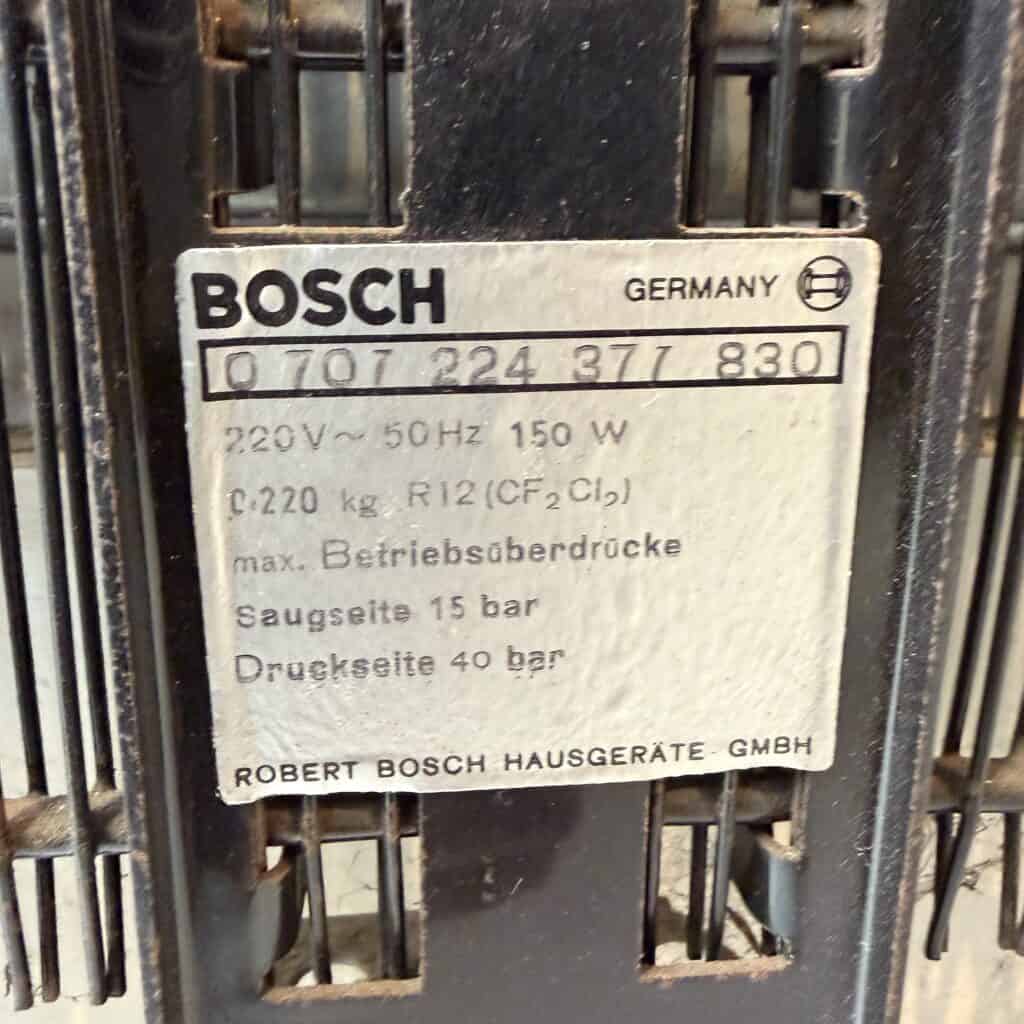 BOSCH GERMANY
0 707 224 377 830
220V~ 50Hz 150 W
0.220 kg R12 (CF₂Cl₂)
max. Betriebsüberdrücke
Saugseite 15 bar
Druckseite 40 bar
ROBERT BOSCH HAUSGERÄTE GMBH